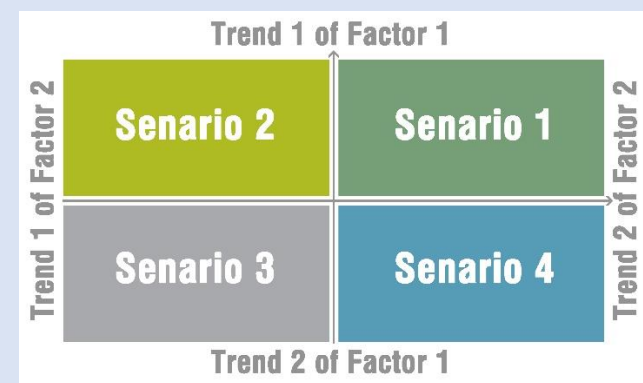 Trend 1 of Factor 1
Trend 1 of Factor 2
Senario 2
Senario 1
Trend 2 of Factor 2
Senario 3
Senario 4
Trend 2 of Factor 1